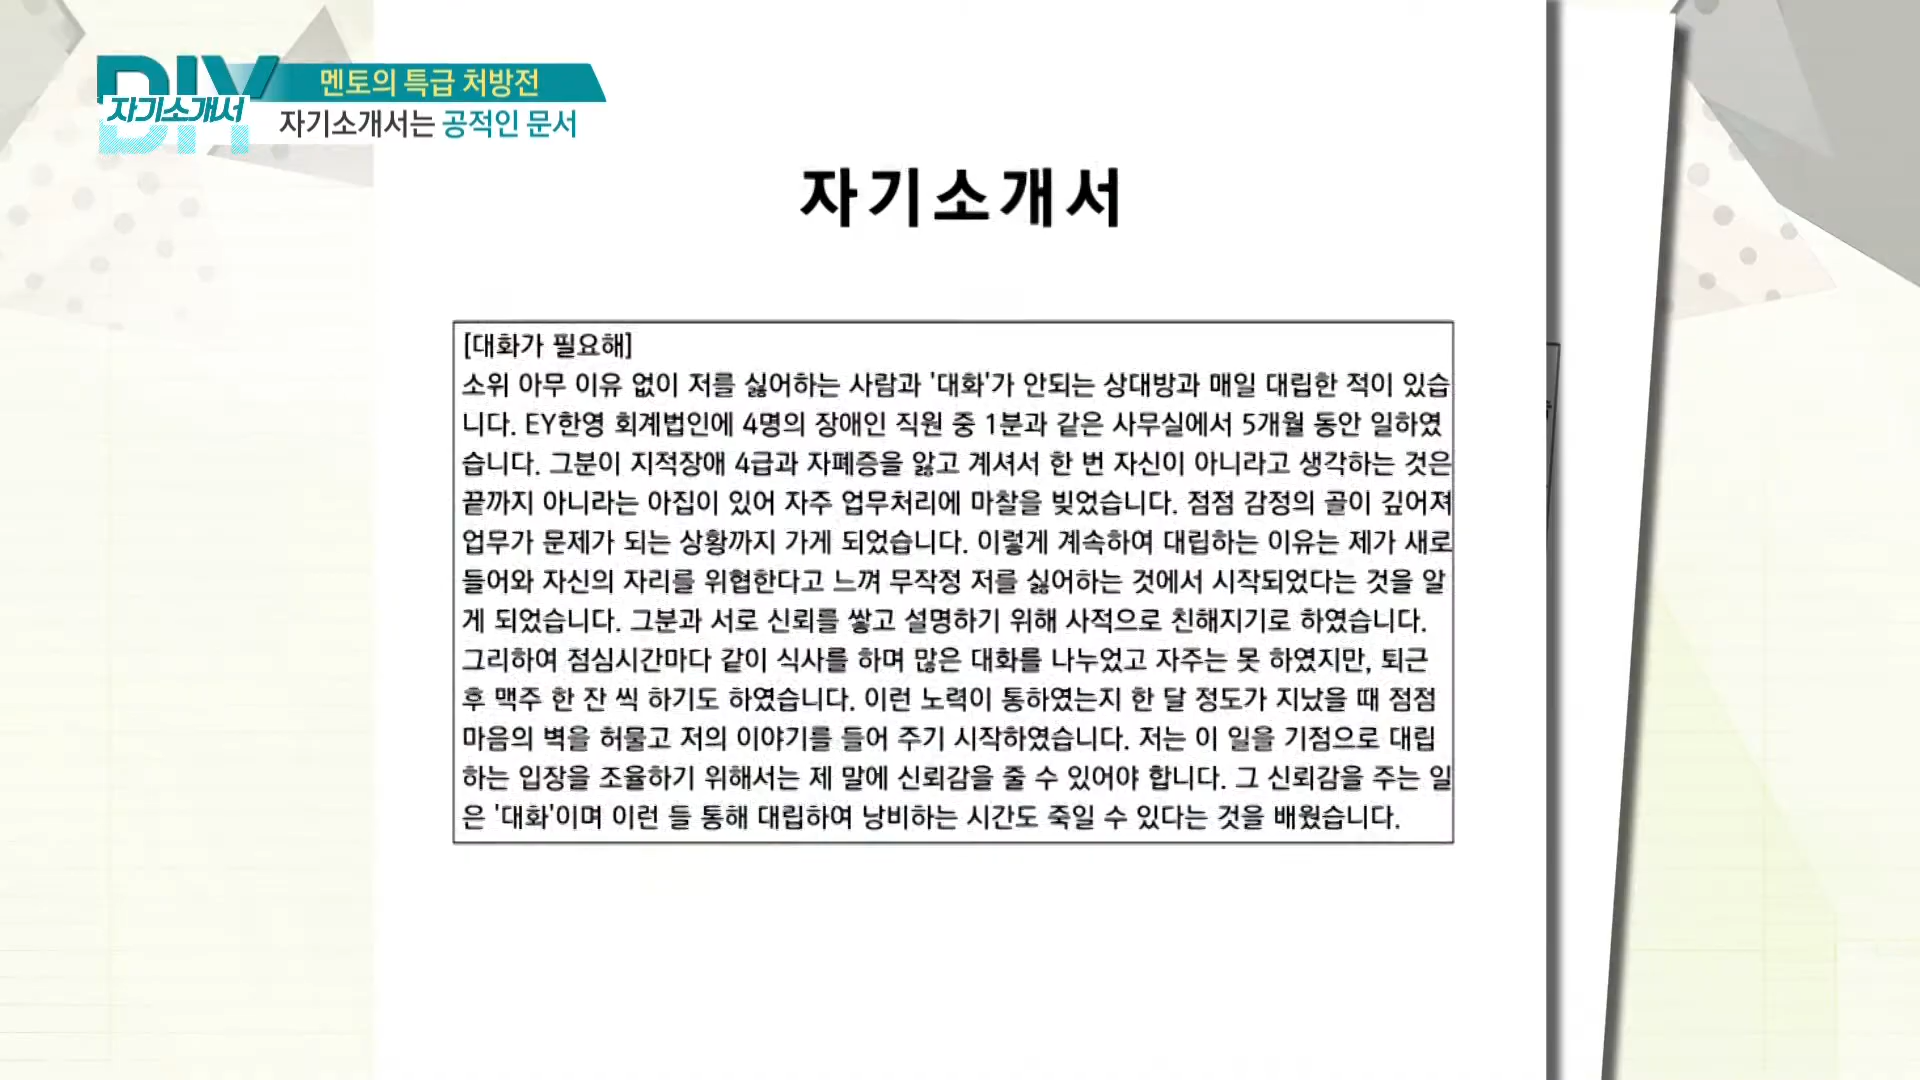 DIY
자기소개서
멘토의 특급 처방전
자기소개서는 공적인 문서
자기소개서
[대화가 필요해]
소위 아무 이유 없이 저를 싫어하는 사람과 '대화'가 안되는 상대방과 매일 대립한 적이 있습
니다. EY한영 회계법인에 4명의 장애인 직원 중 1분과 같은 사무실에서 5개월 동안 일하였
습니다. 그분이 지적장애 4급과 자폐증을 앓고 계셔서 한 번 자신이 아니라고 생각하는 것은
끝까지 아니라는 아집이 있어 자주 업무처리에 마찰을 빚었습니다. 점점 감정의 골이 깊어져
업무가 문제가 되는 상황까지 가게 되었습니다. 이렇게 계속하여 대립하는 이유는 제가 새로
들어와 자신의 자리를 위협한다고 느껴 무작정 저를 싫어하는 것에서 시작되었다는 것을 알
게 되었습니다. 그분과 서로 신뢰를 쌓고 설명하기 위해 사적으로 친해지기로 하였습니다.
그리하여 점심시간마다 같이 식사를 하며 많은 대화를 나누었고 자주는 못 하였지만, 퇴근
후 맥주 한 잔 씩 하기도 하였습니다. 이런 노력이 통하였는지 한 달 정도가 지났을 때 점점
마음의 벽을 허물고 저의 이야기를 들어 주기 시작하였습니다. 저는 이 일을 기점으로 대립
하는 입장을 조율하기 위해서는 제 말에 신뢰감을 줄 수 있어야 합니다. 그 신뢰감을 주는 일
은 '대화'이며 이런 들 통해 대립하여 낭비하는 시간도 죽일 수 있다는 것을 배웠습니다.